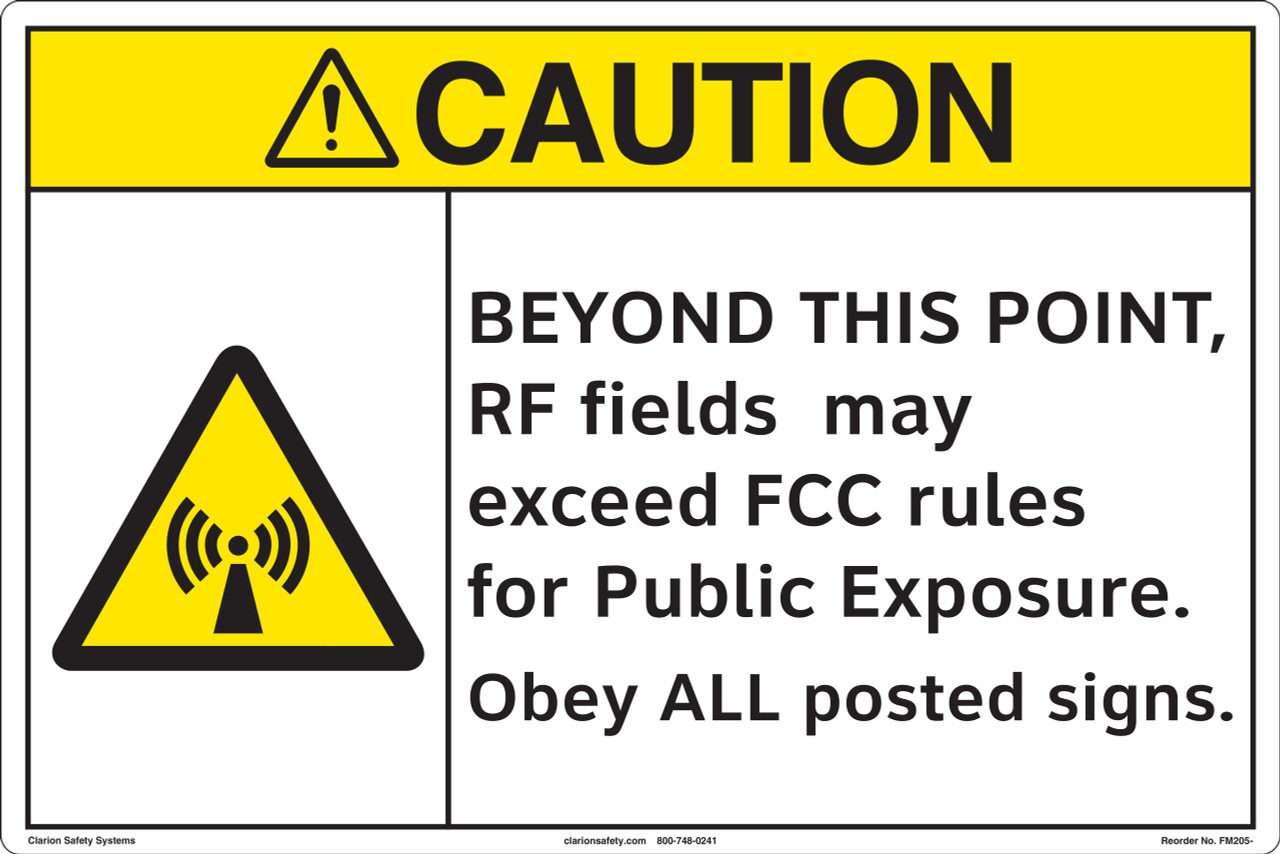 CAUTION
BEYOND THIS POINT,
RF fields may
exceed FCC rules
for Public Exposure.
Obey ALL posted signs.
Clarion Safety Systems
clarionsafety.com 800-748-0241
Reorder No. FM205-